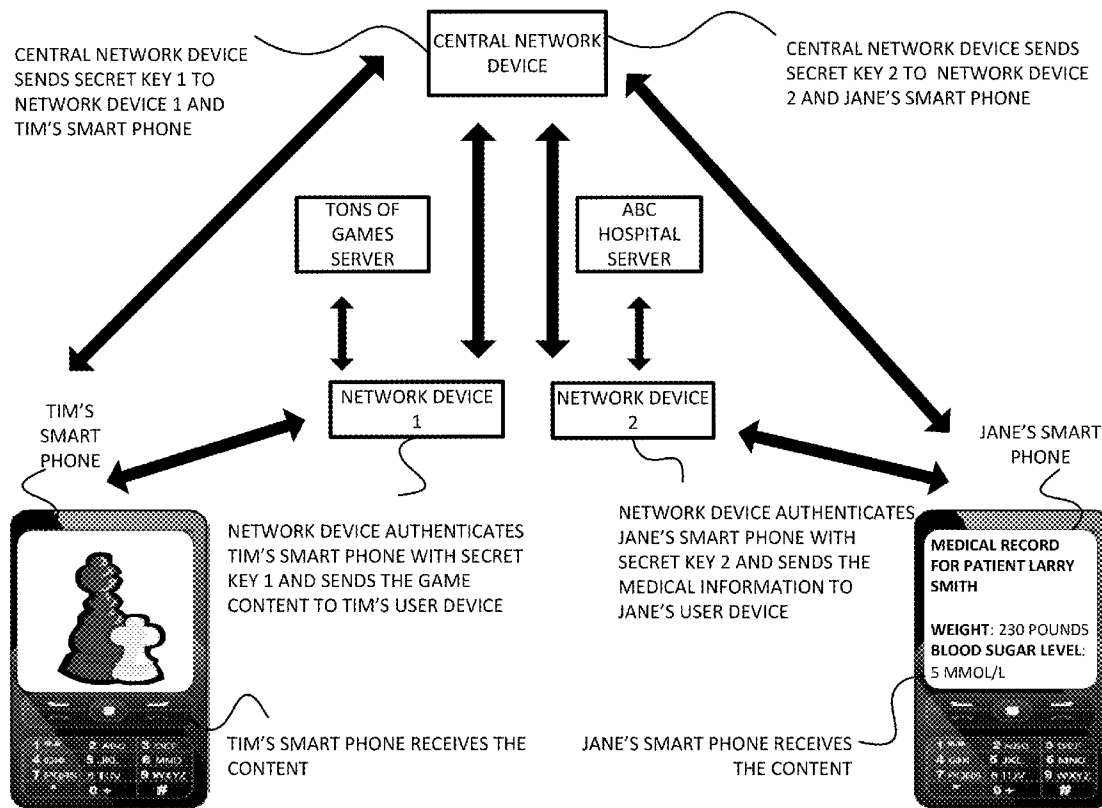 CENTRAL NETWORK DEVICE
SENDS SECRET KEY 1 TO
NETWORK DEVICE 1 AND
TIM'S SMART PHONE
CENTRAL NETWORK
DEVICE
CENTRAL NETWORK DEVICE SENDS
SECRET KEY 2 TO NETWORK DEVICE
2 AND JANE'S SMART PHONE
TONS OF
GAMES
SERVER
ABC
HOSPITAL
SERVER
NETWORK DEVICE
1
NETWORK DEVICE
2
TIM'S
SMART
PHONE
JANE'S SMART
PHONE
NETWORK DEVICE AUTHENTICATES
TIM'S SMART PHONE WITH SECRET
KEY 1 AND SENDS THE GAME
CONTENT TO TIM'S USER DEVICE
NETWORK DEVICE AUTHENTICATES
JANE'S SMART PHONE WITH
SECRET KEY 2 AND SENDS THE
MEDICAL INFORMATION TO
JANE'S USER DEVICE
MEDICAL RECORD
FOR PATIENT LARRY
SMITH
WEIGHT: 230 POUNDS
BLOOD SUGAR LEVEL:
5 MMOL/L
TIM'S SMART PHONE RECEIVES THE
CONTENT
JANE'S SMART PHONE RECEIVES
THE CONTENT